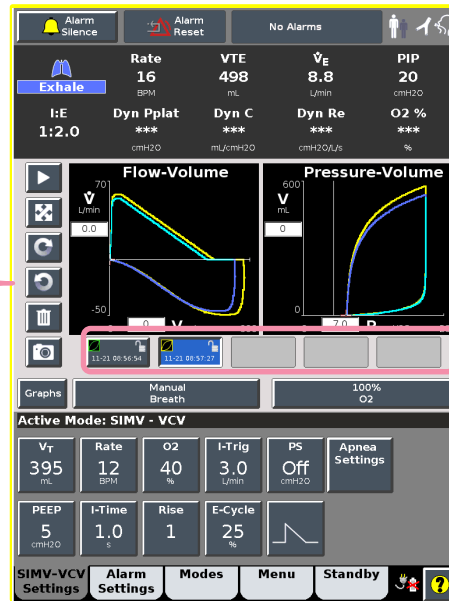 Alarm Silence
Alarm Reset
No Alarms
Exhale
Rate 16 BPM
VTE 498 mL
V̇E 8.8 L/min
PIP 20 cmH2O
I:E 1:2.0
Dyn Pplat *** cmH2O
Dyn C *** mL/cmH2O
Dyn Re *** cmH2O/L/s
O2 % *** %
Flow-Volume
Pressure-Volume
70
V̇
L/min
0.0
-50
0
V
600
V
mL
0
0
7.0
P
11-21 08:56:54
11-21 08:57:27
Graphs
Manual Breath
100% O2
Active Mode: SIMV - VCV
VT 395 mL
Rate 12 BPM
O2 40 %
I-Trig 3.0 L/min
PS Off cmH2O
Apnea Settings
PEEP 5 cmH2O
I-Time 1.0 s
Rise 1
E-Cycle 25 %
SIMV-VCV Settings
Alarm Settings
Modes
Menu
Standby
?